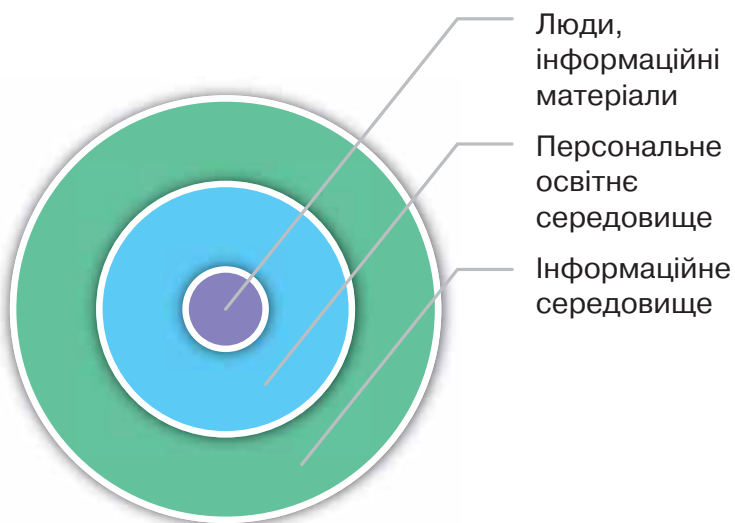 Люди,
інформаційні
матеріали
Персональне
освітнє
середовище
Інформаційне
середовище